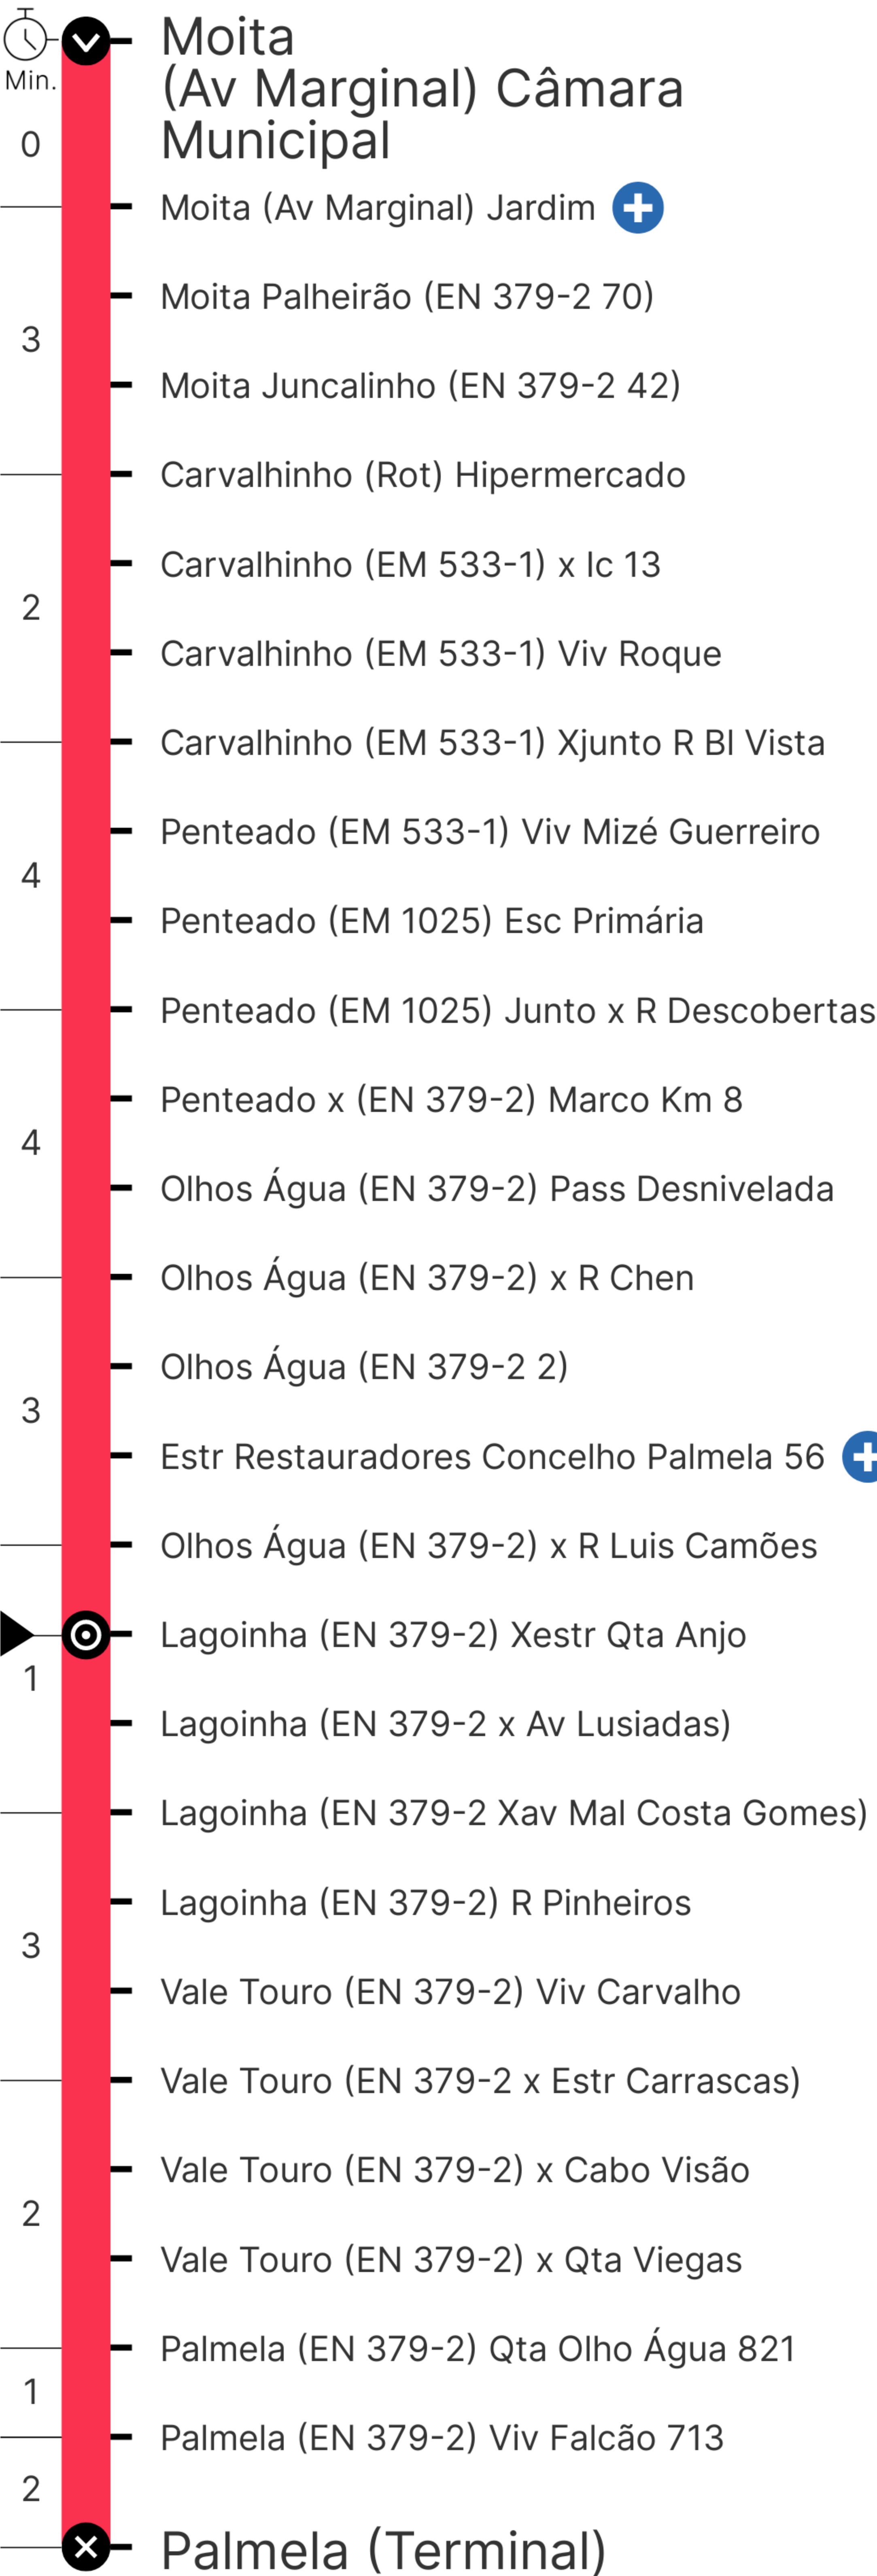 Moita
(Av Marginal) Câmara
Municipal
Min.
0
Moita (Av Marginal) Jardim
Moita Palheirão (EN 379-2 70)
3
Moita Juncalinho (EN 379-2 42)
Carvalhinho (Rot) Hipermercado
Carvalhinho (EM 533-1) x Ic 13
2
Carvalhinho (EM 533-1) Viv Roque
Carvalhinho (EM 533-1) Xjunto R Bl Vista
Penteado (EM 533-1) Viv Mizé Guerreiro
4
Penteado (EM 1025) Esc Primária
Penteado (EM 1025) Junto x R Descobertas
Penteado x (EN 379-2) Marco Km 8
4
Olhos Água (EN 379-2) Pass Desnivelada
Olhos Água (EN 379-2) x R Chen
Olhos Água (EN 379-2 2)
3
Estr Restauradores Concelho Palmela 56
Olhos Água (EN 379-2) x R Luis Camões
Lagoinha (EN 379-2) Xestr Qta Anjo
1
Lagoinha (EN 379-2 x Av Lusiadas)
Lagoinha (EN 379-2 Xav Mal Costa Gomes)
Lagoinha (EN 379-2) R Pinheiros
3
Vale Touro (EN 379-2) Viv Carvalho
Vale Touro (EN 379-2 x Estr Carrascas)
Vale Touro (EN 379-2) x Cabo Visão
2
Vale Touro (EN 379-2) x Qta Viegas
Palmela (EN 379-2) Qta Olho Água 821
1
Palmela (EN 379-2) Viv Falcão 713
2
Palmela (Terminal)